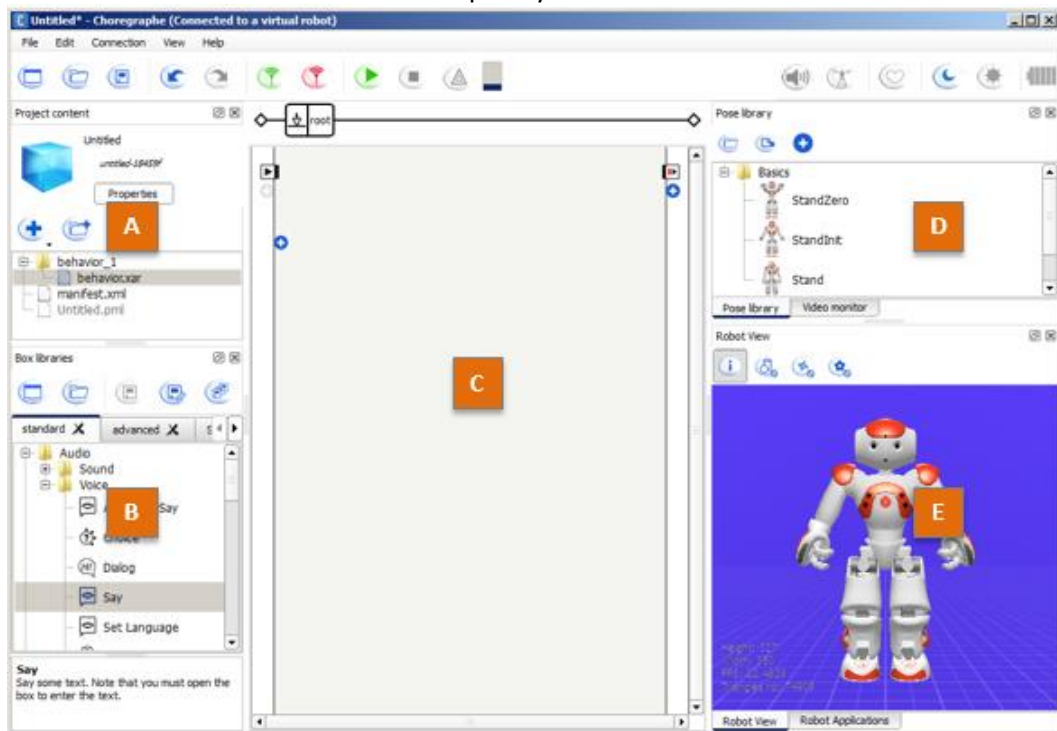 Untitled* - Choregraphe (Connected to a virtual robot)
File Edit Connection View Help
Project content
Untitled
Properties
A
behavior_1
behavior.xar
manifest.xml
Untitled.pml
Box libraries
standard advanced
Audio
Sound
Voice
B
Say
Dialog
Say
Set Language
Say
Say some text. Note that you must open the
box to enter the text.
root
C
Pose library
Basics
StandZero
StandInit
Stand
D
Pose library Video monitor
Robot View
E
Robot View Robot Applications